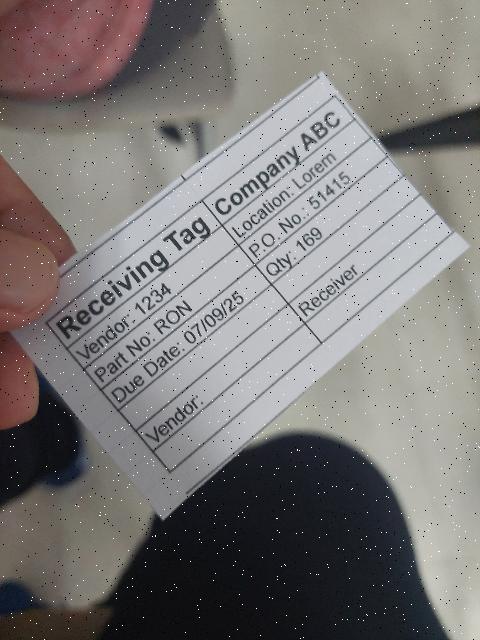 Receiving Tag Company ABC
Vendor: 1234 Location: Lorem
Part No: RON P.O. No.: 51415
Due Date: 07/09/25 Qty: 169
Vendor. Receiver